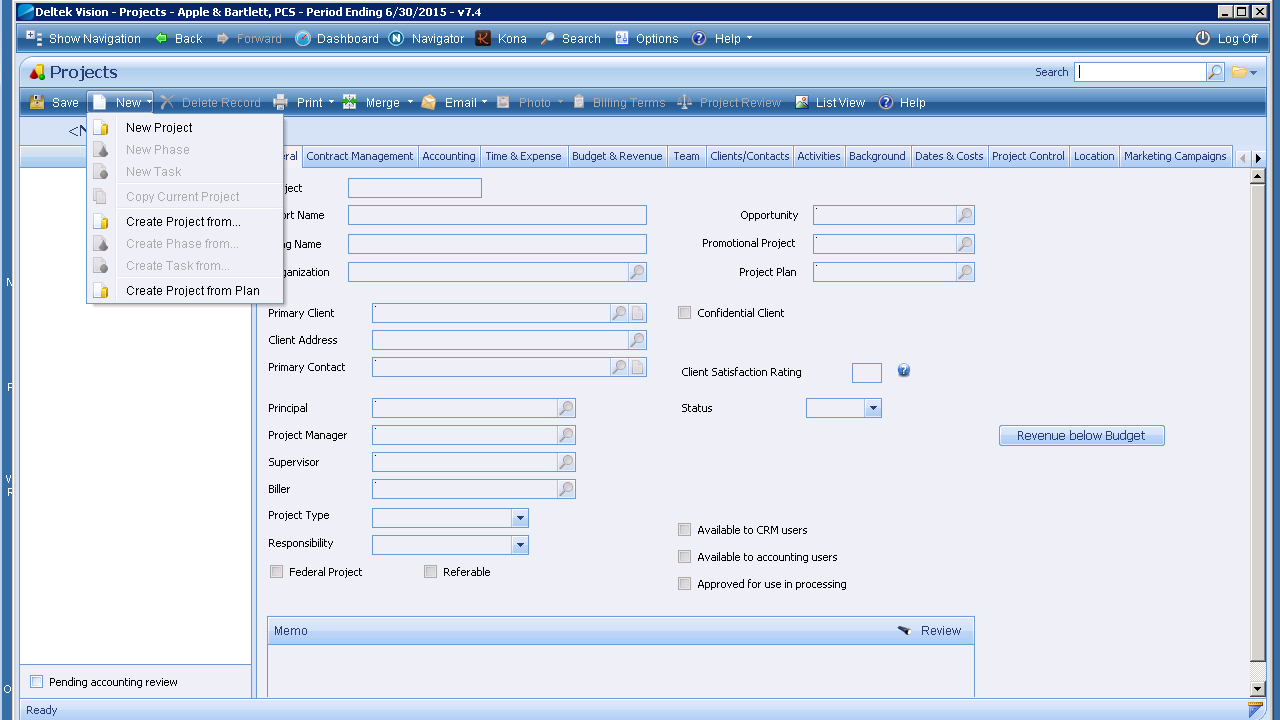 Deltek Vision - Projects - Apple & Bartlett, PCS - Period Ending 6/30/2015 - v7.4
Show Navigation Back Forward Dashboard Navigator Kona Search Options Help Log Off
Projects Search
Save New Delete Record Print Merge Email Photo Billing Terms Project Review List View Help
New Project
New Phase
New Task
Copy Current Project
Create Project from...
Create Phase from...
Create Task from...
Create Project from Plan
Contract Management Accounting Time & Expense Budget & Revenue Team Clients/Contacts Activities Background Dates & Costs Project Control Location Marketing Campaigns
Opportunity
Name Promotional Project
Project Plan
Primary Client Confidential Client
Client Address
Primary Contact Client Satisfaction Rating
Principal Status
Project Manager Revenue below Budget
Supervisor
Biller
Project Type Available to CRM users
Responsibility Available to accounting users
Federal Project Referable Approved for use in processing
Memo Review
Pending accounting review
Ready